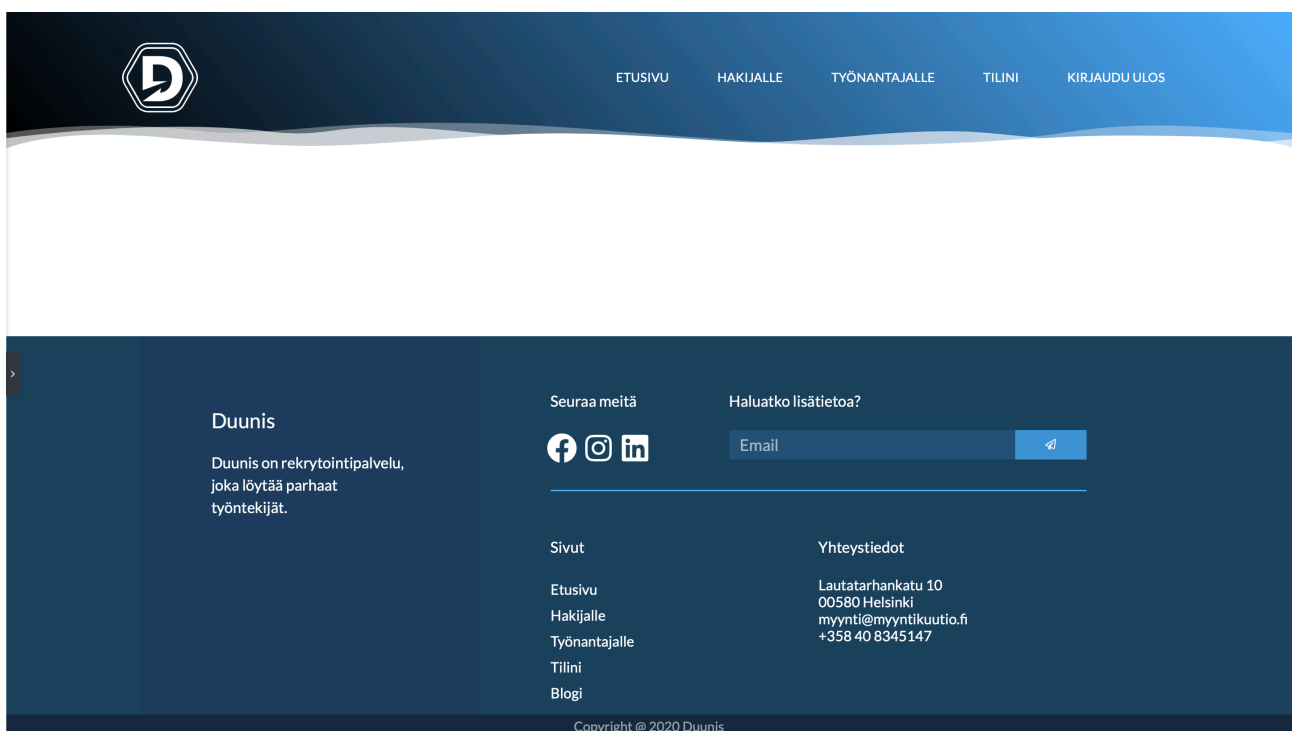 ETUSIVU HAKIJALLE TYÖNANTAJALLE TILINI KIRJAUDU ULOS
Duunis
Duunis on rekrytointipalvelu,
joka löytää parhaat
työntekijät.
Seuraa meitä
Haluatko lisätietoa?
Email
Sivut
Etusivu
Hakijalle
Työnantajalle
Tilini
Blogi
Yhteystiedot
Lautatarhankatu 10
00580 Helsinki
myynti@myyntikuutio.fi
+358 40 8345147
Copyright @ 2020 Duunis